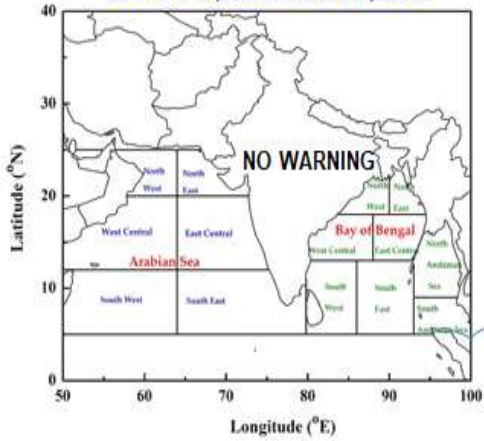 40
30
20
10
0
Latitude (°N)
NO WARNING
North
West
North
East
West Central
East Central
Arabian Sea
South West
South East
North
West
North
East
Bay of Bengal
West Central
East Central
South
West
South
East
North
Andaman
Sea
South
Andaman Sea
50
60
70
80
90
100
Longitude (°E)